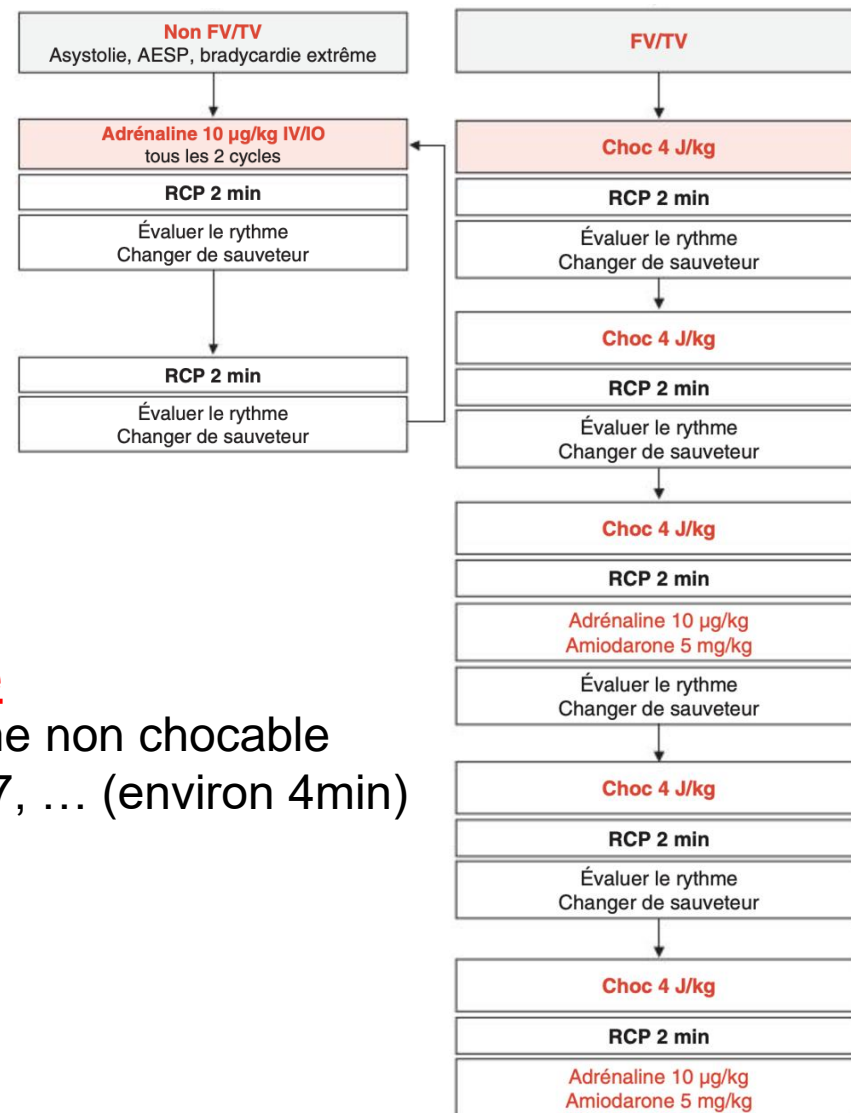 Non FV/TV
Asystolie, AESP, bradycardie extrême
Adrénaline 10 µg/kg IV/IO
tous les 2 cycles
RCP 2 min
Évaluer le rythme
Changer de sauveteur
RCP 2 min
Évaluer le rythme
Changer de sauveteur
non chocable
7, … (environ 4min)
FV/TV
Choc 4 J/kg
RCP 2 min
Évaluer le rythme
Changer de sauveteur
Choc 4 J/kg
RCP 2 min
Évaluer le rythme
Changer de sauveteur
Choc 4 J/kg
RCP 2 min
Adrénaline 10 µg/kg
Amiodarone 5 mg/kg
Évaluer le rythme
Changer de sauveteur
Choc 4 J/kg
RCP 2 min
Évaluer le rythme
Changer de sauveteur
Choc 4 J/kg
RCP 2 min
Adrénaline 10 µg/kg
Amiodarone 5 mg/kg